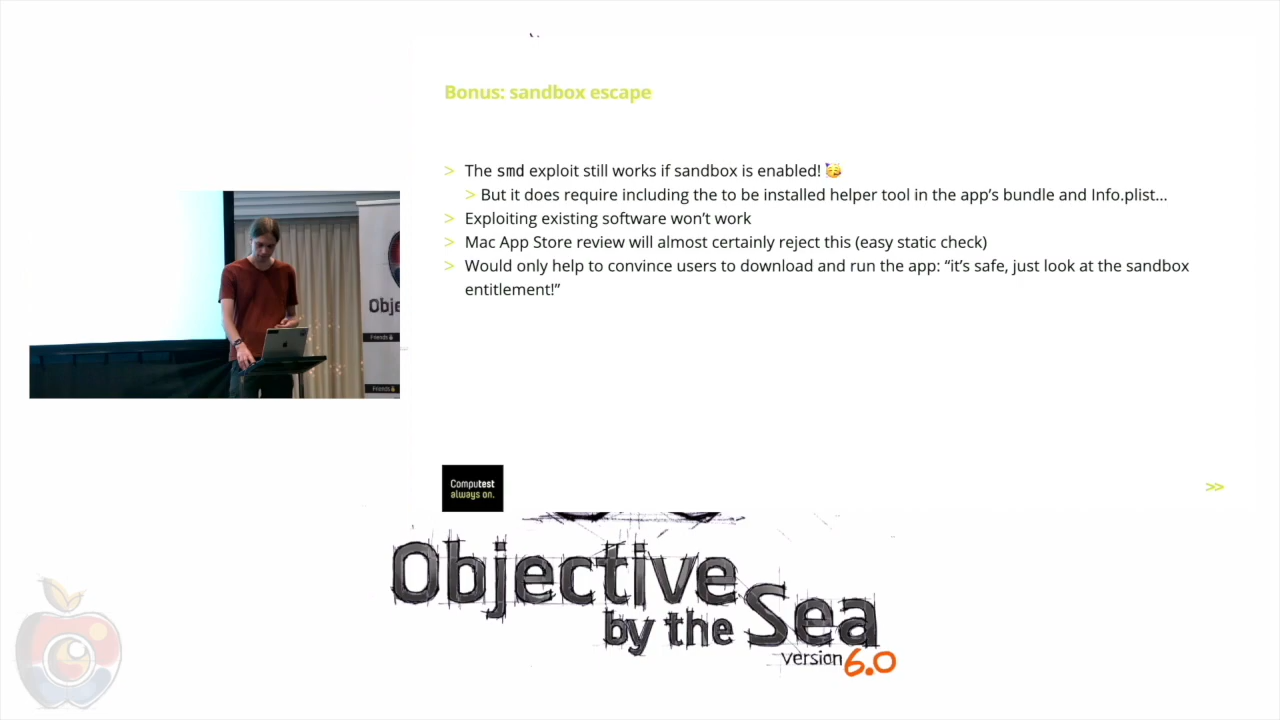 Bonus: sandbox escape
> The smd exploit still works if sandbox is enabled! 🥳
> But it does require including the to be installed helper tool in the app’s bundle and Info.plist…
> Exploiting existing software won’t work
> Mac App Store review will almost certainly reject this (easy static check)
> Would only help to convince users to download and run the app: “it’s safe, just look at the sandbox
entitlement!”
Obje
Friends
Friends
Computest
always on.
>>
Objective
by the Sea
version 6.0